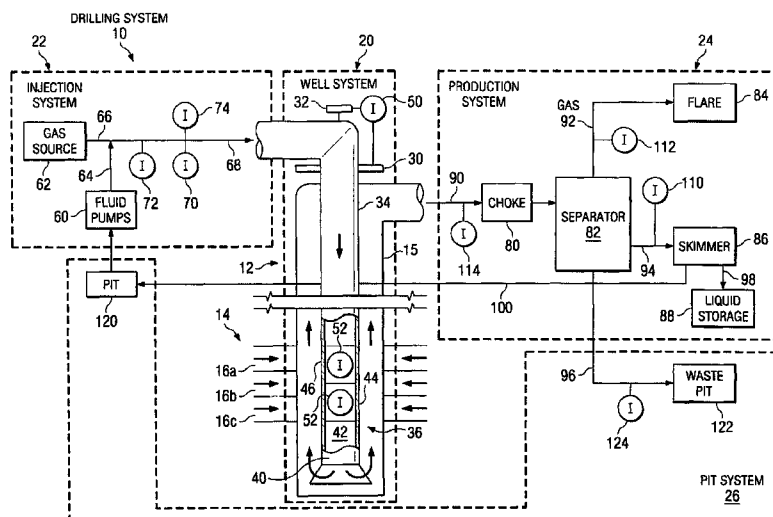 DRILLING SYSTEM
10
22
20
24
INJECTION
SYSTEM
WELL SYSTEM
PRODUCTION
SYSTEM
74
I
32
I
50
GAS
92
FLARE
84
GAS
SOURCE
62
66
64
I
72
I
70
68
30
I
112
FLUID
PUMPS
60
34
90
CHOKE
80
SEPARATOR
82
I
110
SKIMMER
86
I
114
94
98
LIQUID
STORAGE
88
12
15
PIT
120
100
14
52
I
16a
46
44
16b
52
I
16c
42
36
40
96
WASTE
PIT
122
I
124
PIT SYSTEM
26